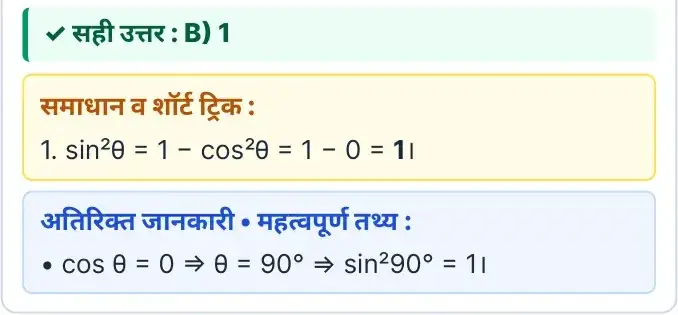 ✓ सही उत्तर : B) 1
समाधान व शॉर्ट ट्रिक :
1. sin²θ = 1 − cos²θ = 1 − 0 = 1।
अतिरिक्त जानकारी • महत्वपूर्ण तथ्य :
• cos θ = 0 ⇒ θ = 90° ⇒ sin²90° = 1।